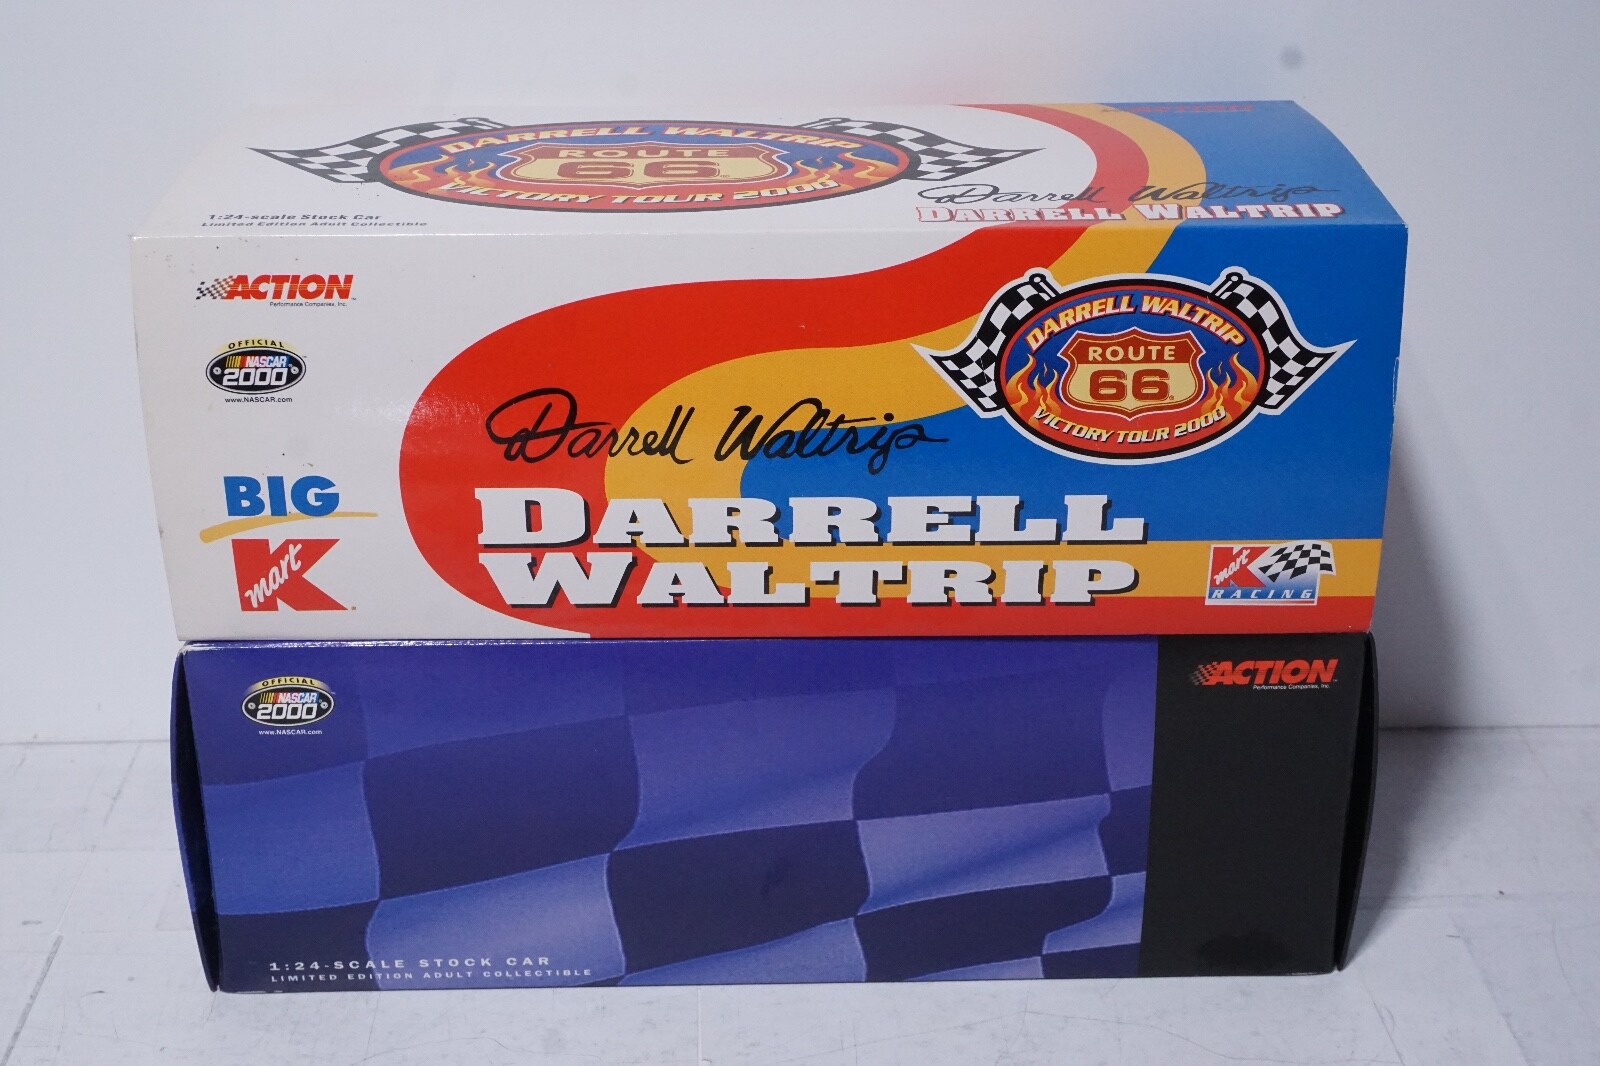 DARRELL WALTRIP
ROUTE
66
VICTORY TOUR 2000
1:24-scale Stock Car
Limited Edition Adult Collectible
Darrell Waltrip
DARRELL WALTRIP
ACTION
Performance Companies, Inc.
OFFICIAL
NASCAR
2000
www.NASCAR.com
BIG
K
mart
Darrell Waltrip
DARRELL
WALTRIP
DARRELL WALTRIP
ROUTE
66
VICTORY TOUR 2000
mart
K
RACING
OFFICIAL
NASCAR
2000
www.NASCAR.com
ACTION
Performance Companies, Inc.
1:24-SCALE STOCK CAR
LIMITED EDITION ADULT COLLECTIBLE